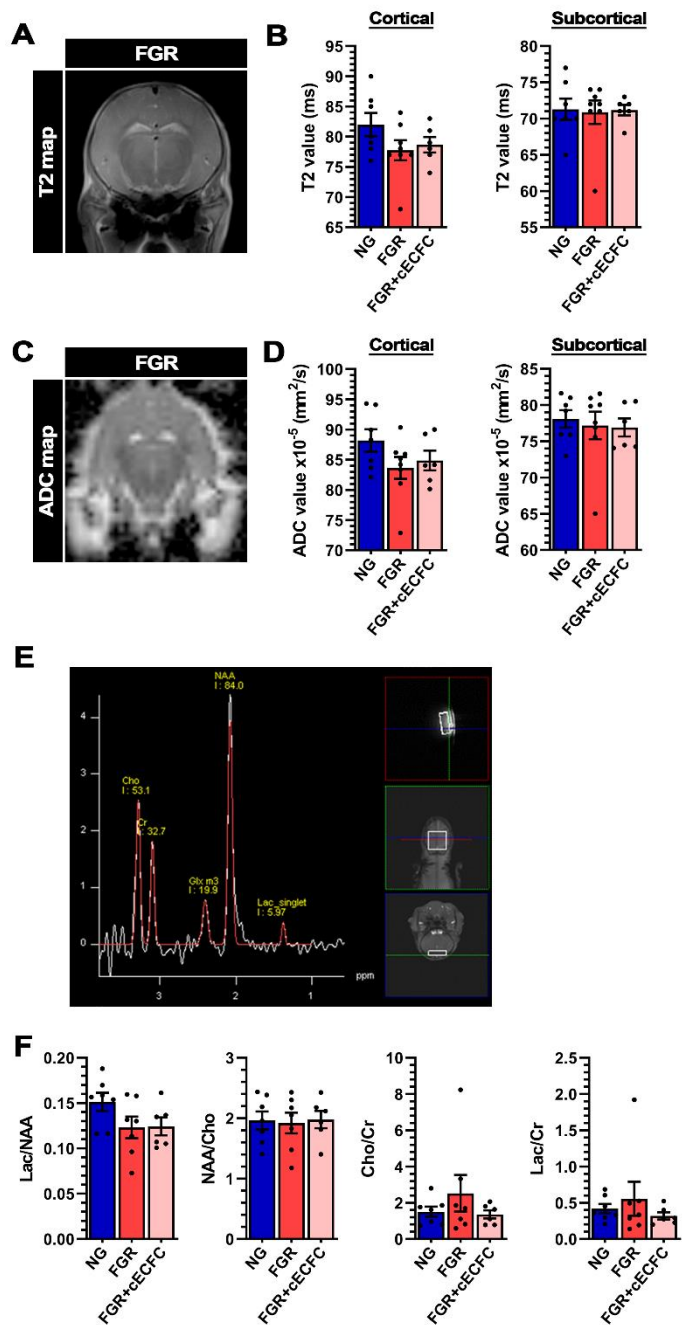 A
FGR
T2 map
B
Cortical
T2 value (ms)
90
85
80
75
70
65
95
NG
FGR
FGR+cECFC
Subcortical
T2 value (ms)
80
75
70
65
60
55
NG
FGR
FGR+cECFC
C
FGR
ADC map
D
Cortical
ADC value x10⁻⁵ (mm²/s)
100
95
90
85
80
75
70
NG
FGR
FGR+cECFC
Subcortical
ADC value x10⁻⁵ (mm²/s)
85
80
75
70
65
60
NG
FGR
FGR+cECFC
E
NAA
I : 84.0
Cho
I : 53.1
Cr
I : 32.7
Glx m3
I : 19.9
Lac_singlet
I : 5.97
4
3
2
1
0
3
2
1
ppm
F
Lac/NAA
0.20
0.15
0.10
0.05
0.00
NG
FGR
FGR+cECFC
NAA/Cho
3
2
1
0
NG
FGR
FGR+cECFC
Cho/Cr
10
8
6
4
2
0
NG
FGR
FGR+cECFC
Lac/Cr
2.5
2.0
1.5
1.0
0.5
0.0
NG
FGR
FGR+cECFC